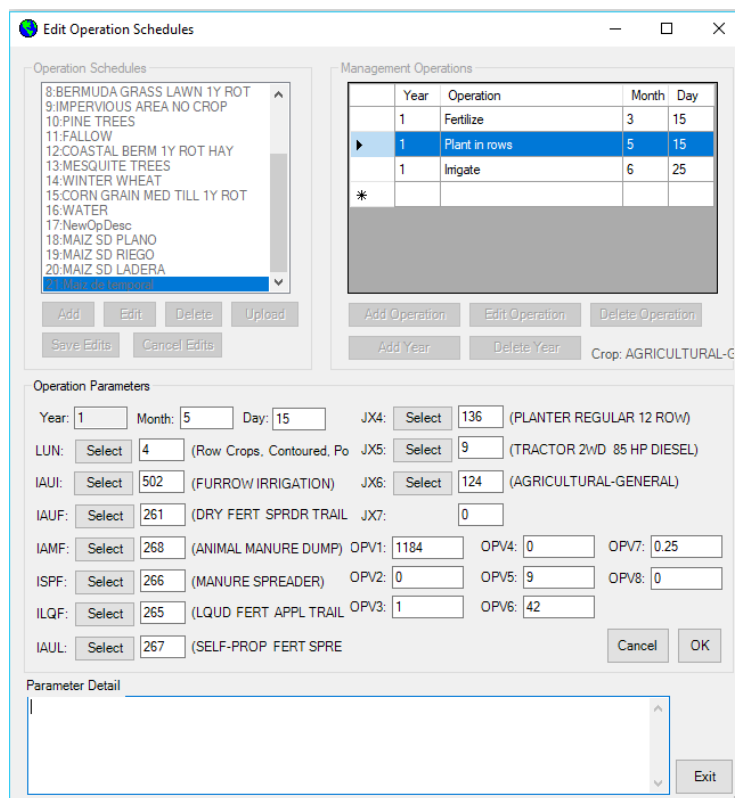 Edit Operation Schedules
Operation Schedules
8:BERMUDA GRASS LAWN 1Y ROT
9:IMPERVIOUS AREA NO CROP
10:PINE TREES
11:FALLOW
12:COASTAL BERM 1Y ROT HAY
13:MESQUITE TREES
14:WINTER WHEAT
15:CORN GRAIN MED TILL 1Y ROT
16:WATER
17:NewOpDesc
18:MAIZ SD PLANO
19:MAIZ SD RIEGO
20:MAIZ SD LADERA
21:Maiz de temporal
Add Edit Delete Upload
Save Edits Cancel Edits
Management Operations
Year Operation Month Day
1 Fertilize 3 15
1 Plant in rows 5 15
1 Irrigate 6 25
Add Operation Edit Operation Delete Operation
Add Year Delete Year Crop: AGRICULTURAL-G
Operation Parameters
Year: 1 Month: 5 Day: 15
LUN: Select 4 (Row Crops, Contoured, Po
IAUI: Select 502 (FURROW IRRIGATION)
IAUF: Select 261 (DRY FERT SPRDR TRAIL
IAMF: Select 268 (ANIMAL MANURE DUMP)
ISPF: Select 266 (MANURE SPREADER)
ILQF: Select 265 (LQUD FERT APPL TRAIL
IAUL: Select 267 (SELF-PROP FERT SPRE
JX4: Select 136 (PLANTER REGULAR 12 ROW)
JX5: Select 9 (TRACTOR 2WD 85 HP DIESEL)
JX6: Select 124 (AGRICULTURAL-GENERAL)
JX7: 0
OPV1: 1184 OPV4: 0 OPV7: 0.25
OPV2: 0 OPV5: 9 OPV8: 0
OPV3: 1 OPV6: 42
Cancel OK
Parameter Detail
Exit